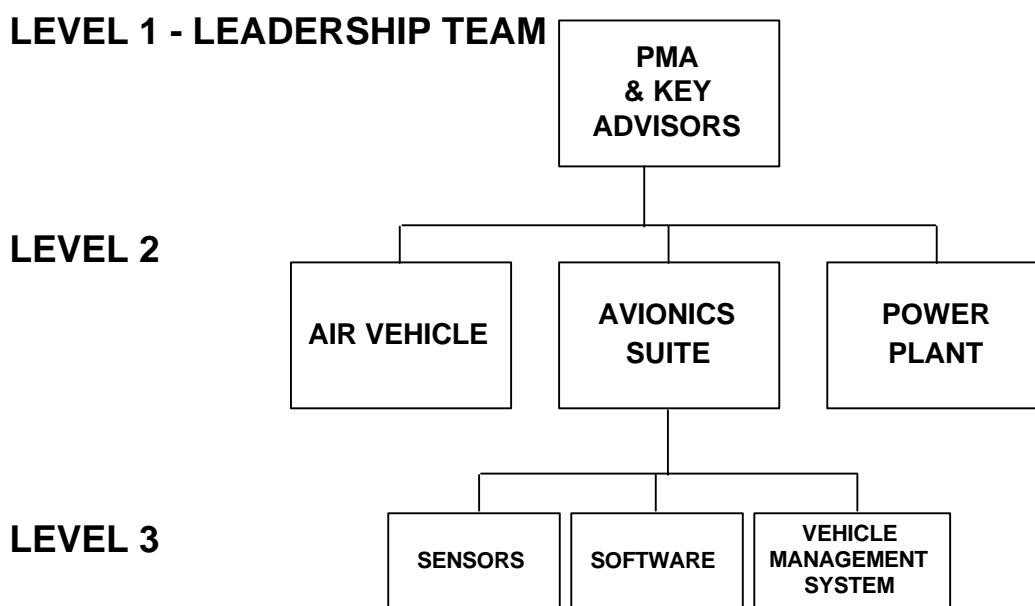 LEVEL 1 - LEADERSHIP TEAM
PMA
& KEY
ADVISORS
LEVEL 2
AIR VEHICLE
AVIONICS
SUITE
POWER
PLANT
LEVEL 3
SENSORS
SOFTWARE
VEHICLE
MANAGEMENT
SYSTEM